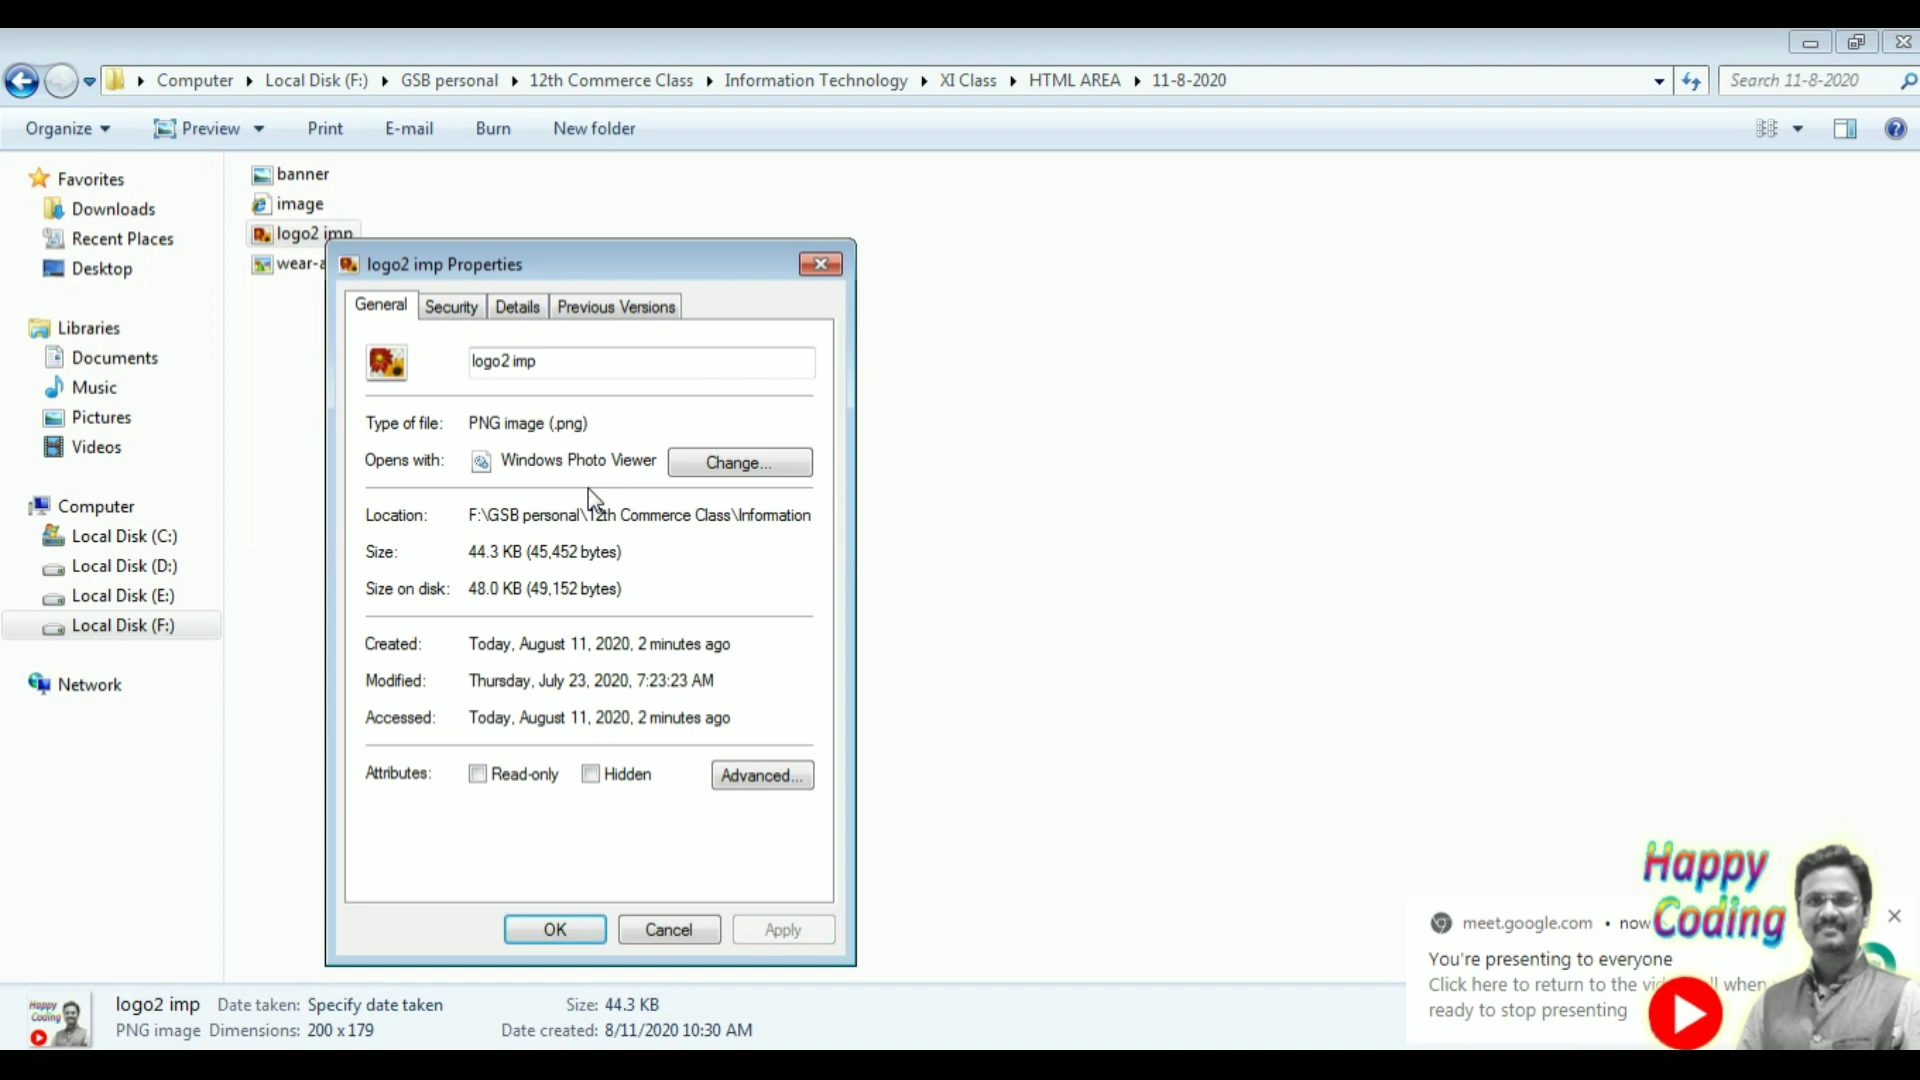 Computer Local Disk (F:) GSB personal 12th Commerce Class Information Technology XI Class HTML AREA 11-8-2020 Search 11-8-2020
Organize Preview Print E-mail Burn New folder
Favorites
Downloads
Recent Places
Desktop
Libraries
Documents
Music
Pictures
Videos
Computer
Local Disk (C:)
Local Disk (D:)
Local Disk (E:)
Local Disk (F:)
Network
banner
image
logo2 imp
wear-
logo2 imp Properties
General Security Details Previous Versions
logo2 imp
Type of file: PNG image (.png)
Opens with: Windows Photo Viewer Change...
Location: F:\GSB personal\12th Commerce Class\Information
Size: 44.3 KB (45,452 bytes)
Size on disk: 48.0 KB (49,152 bytes)
Created: Today, August 11, 2020, 2 minutes ago
Modified: Thursday, July 23, 2020, 7:23:23 AM
Accessed: Today, August 11, 2020, 2 minutes ago
Attributes: Read-only Hidden Advanced...
OK Cancel Apply
Happy
Coding
meet.google.com • now
You're presenting to everyone
Click here to return to the when
ready to stop presenting
Happy
Coding
logo2 imp Date taken: Specify date taken Size: 44.3 KB
PNG image Dimensions: 200 x 179 Date created: 8/11/2020 10:30 AM